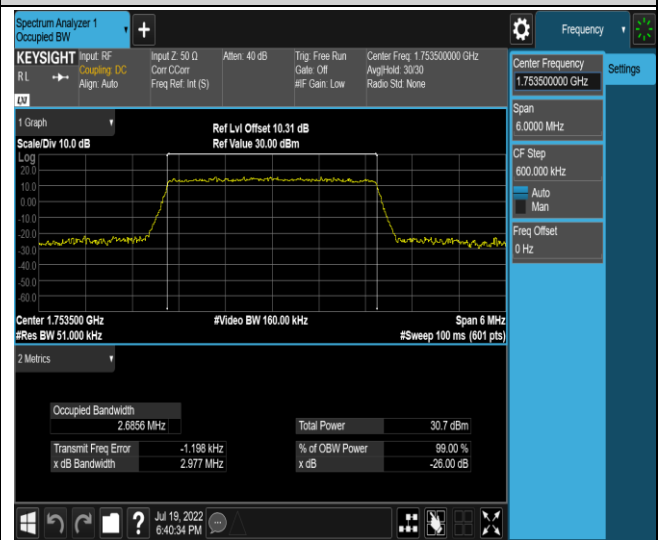 Spectrum Analyzer 1
Occupied BW
+
Frequency
KEYSIGHT
R L
LXI
Input: RF
Coupling: DC
Align: Auto
Input Z: 50 Ω
Corr CCorr
Freq Ref: Int (S)
Atten: 40 dB
Trig: Free Run
Gate: Off
#IF Gain: Low
Center Freq: 1.753500000 GHz
Avg|Hold: 30/30
Radio Std: None
Center Frequency
1.753500000 GHz
Settings
Span
6.0000 MHz
CF Step
600.000 kHz
Auto
Man
Freq Offset
0 Hz
1 Graph
Scale/Div 10.0 dB
Ref Lvl Offset 10.31 dB
Ref Value 30.00 dBm
Log
20.0
10.0
0.00
-10.0
-20.0
-30.0
-40.0
-50.0
-60.0
Center 1.753500 GHz
#Res BW 51.000 kHz
#Video BW 160.00 kHz
Span 6 MHz
#Sweep 100 ms (601 pts)
2 Metrics
Occupied Bandwidth
2.6856 MHz
Total Power 30.7 dBm
Transmit Freq Error -1.198 kHz
% of OBW Power 99.00 %
x dB Bandwidth 2.977 MHz
x dB -26.00 dB
?
Jul 19, 2022
6:40:34 PM